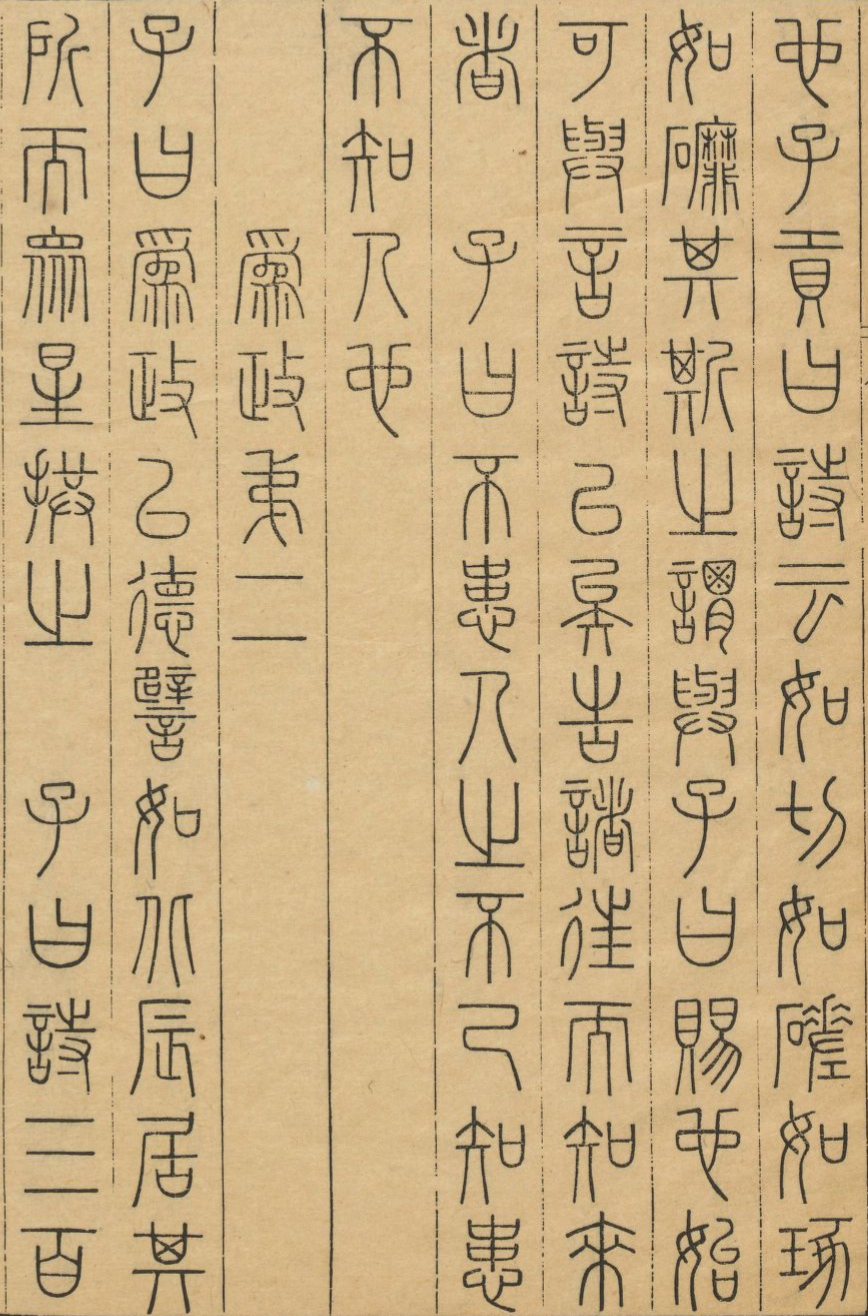 也子貢曰詩云如切如磋如琢
如磨其斯之謂與子曰賜也始
可與言詩已矣告諸往而知來
者　子曰不患人之不己知患
不知人也
爲政弟二
子曰爲政以德譬如北辰居其
所而眾星拱之　子曰詩三百